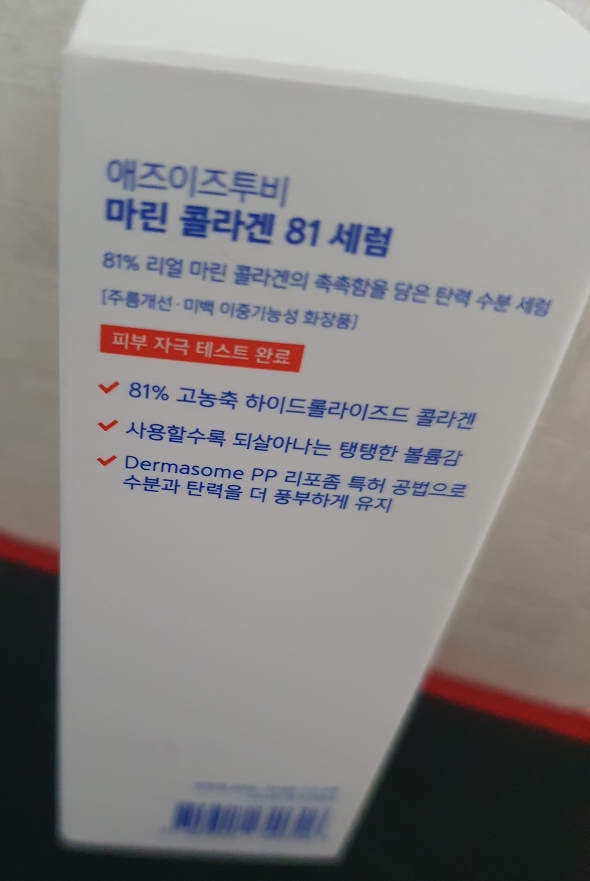 애즈이즈투비
마린 콜라겐 81 세럼
81% 리얼 마린 콜라겐의 촉촉함을 담은 탄력 수분 세럼
[주름개선·미백 이중기능성 화장품]
피부 자극 테스트 완료
81% 고농축 하이드롤라이즈드 콜라겐
사용할수록 되살아나는 탱탱한 볼륨감
Dermasome PP 리포좀 특허 공법으로
수분과 탄력을 더 풍부하게 유지